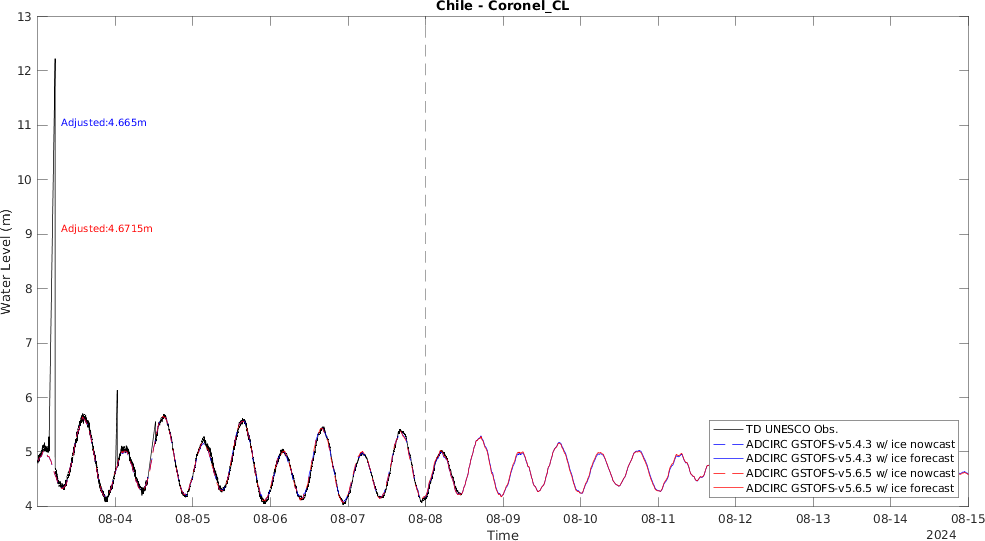 Chile - Coronel_CL
13
12
11
10
9
8
7
6
5
4
Water Level (m)
Adjusted:4.665m
Adjusted:4.6715m
TD UNESCO Obs.
ADCIRC GSTOFS-v5.4.3 w/ ice nowcast
ADCIRC GSTOFS-v5.4.3 w/ ice forecast
ADCIRC GSTOFS-v5.6.5 w/ ice nowcast
ADCIRC GSTOFS-v5.6.5 w/ ice forecast
08-04 08-05 08-06 08-07 08-08 08-09 08-10 08-11 08-12 08-13 08-14 08-15
Time
2024